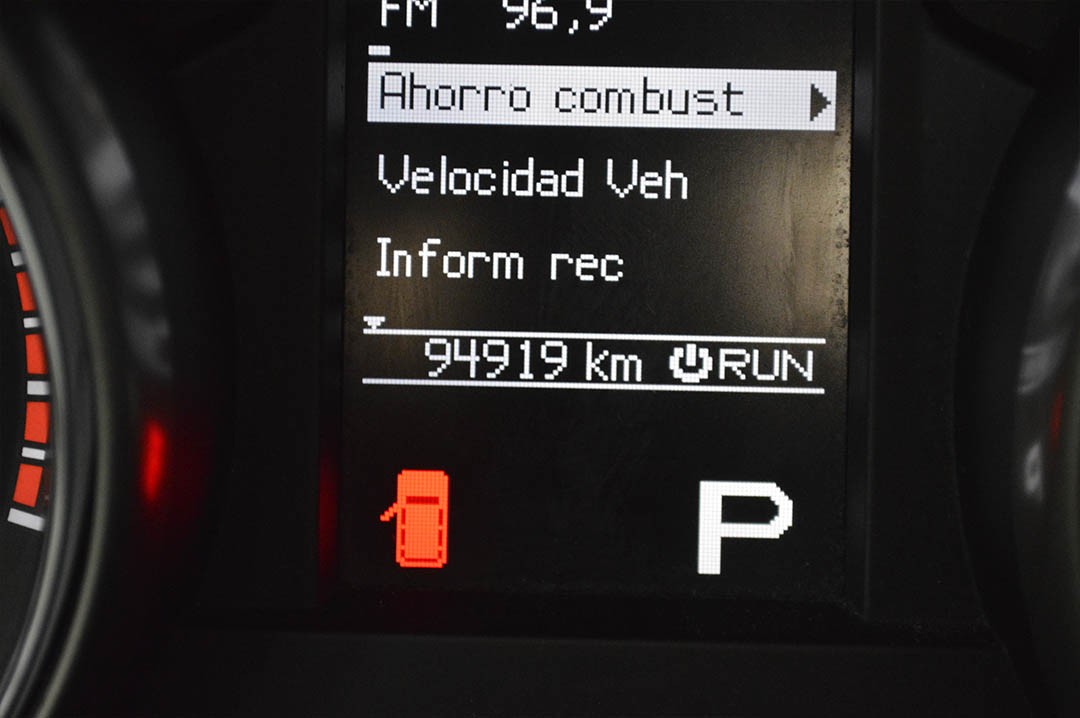 FM 96,9
Ahorro combust
Velocidad Veh
Inform rec
94919 km RUN
P